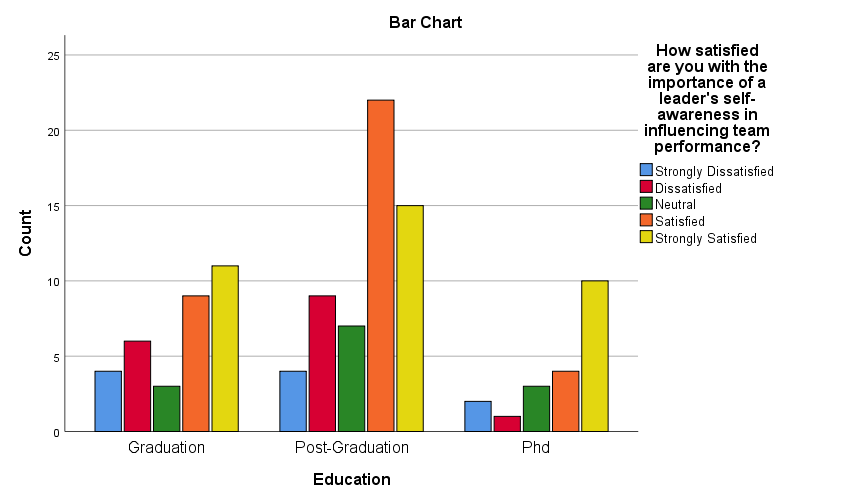 Bar Chart
How satisfied
are you with the
importance of a
leader's self-
awareness in
influencing team
performance?
Strongly Dissatisfied
Dissatisfied
Neutral
Satisfied
Strongly Satisfied
Count
25
20
15
10
5
0
Graduation Post-Graduation Phd
Education